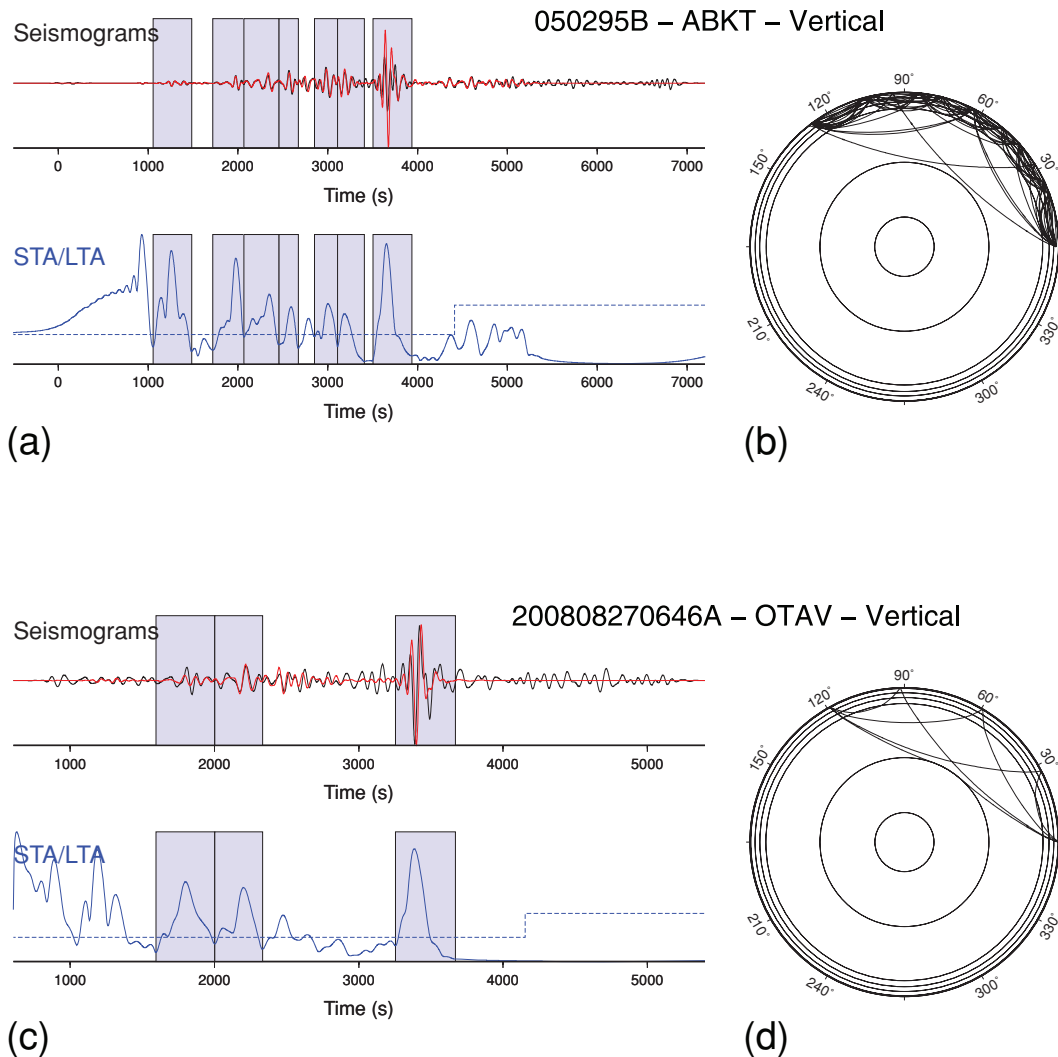 050295B – ABKT – Vertical
Seismograms
0 1000 2000 3000 4000 5000 6000 7000
Time (s)
STA/LTA
0 1000 2000 3000 4000 5000 6000 7000
Time (s)
(a)
90˚
120˚ 60˚
150˚ 30˚
210˚ 330˚
240˚ 300˚
(b)
200808270646A – OTAV – Vertical
Seismograms
1000 2000 3000 4000 5000
Time (s)
STA/LTA
1000 2000 3000 4000 5000
Time (s)
(c)
90˚
120˚ 60˚
150˚ 30˚
210˚ 330˚
240˚ 300˚
(d)